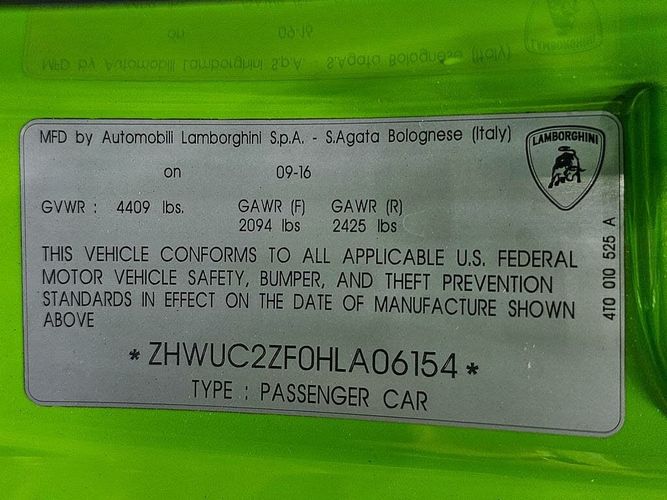 MFD by Automobili Lamborghini S.p.A. - S.Agata Bolognese (Italy)
on 09-16
GVWR : 4409 lbs. GAWR (F) GAWR (R)
2094 lbs 2425 lbs
THIS VEHICLE CONFORMS TO ALL APPLICABLE U.S. FEDERAL
MOTOR VEHICLE SAFETY, BUMPER, AND THEFT PREVENTION
STANDARDS IN EFFECT ON THE DATE OF MANUFACTURE SHOWN
ABOVE
* ZHWUC2ZF0HLA06154 *
TYPE : PASSENGER CAR
LAMBORGHINI
4T0 010 525 A